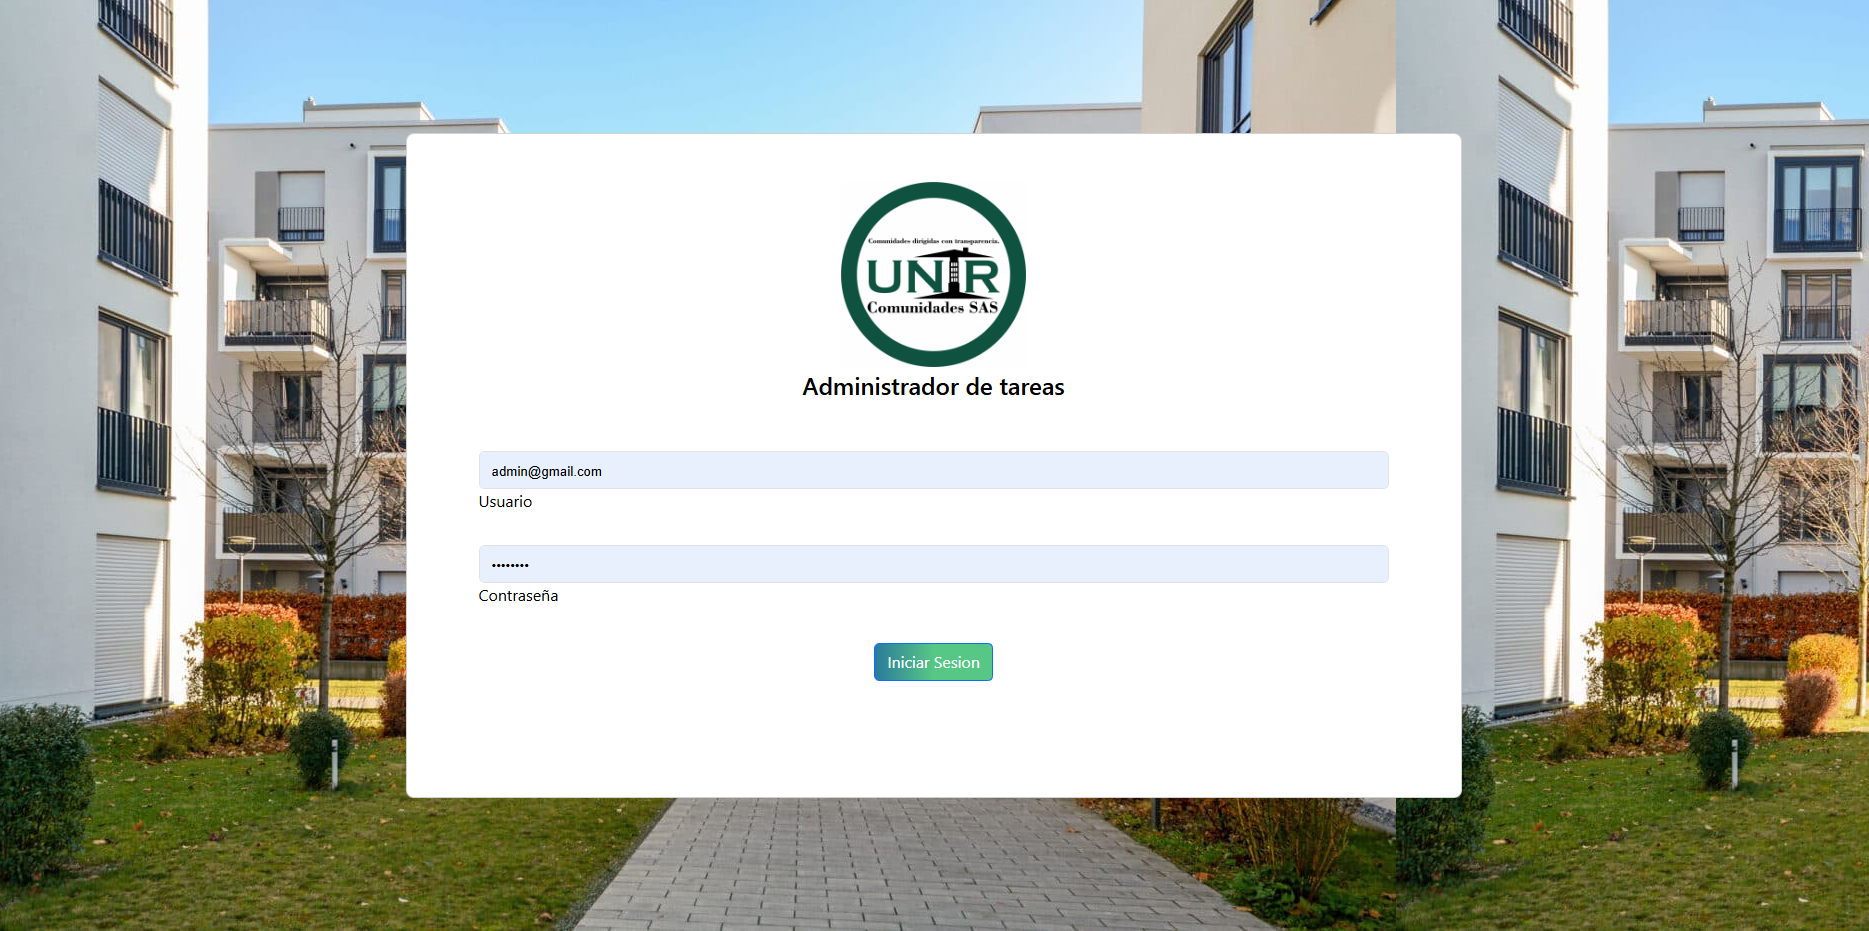 Comunidades dirigidas con transparencia.
UNIR
Comunidades SAS
Administrador de tareas
admin@gmail.com
Usuario
••••••••
Contraseña
Iniciar Sesion